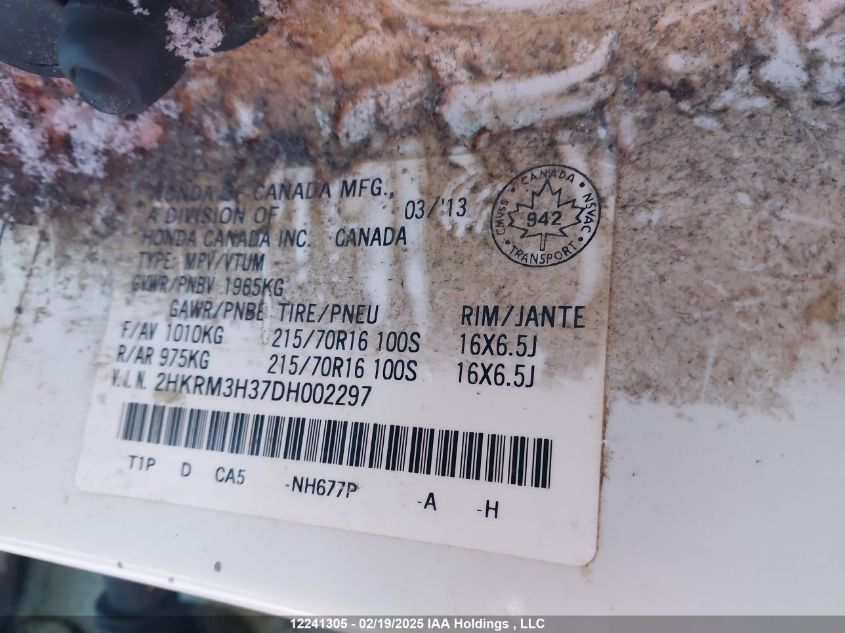 HONDA OF CANADA MFG.,
A DIVISION OF 03/'13
HONDA CANADA INC. CANADA
TYPE: MPV/VTUM
GVWR/PNBV 1965KG
GAWR/PNBE TIRE/PNEU RIM/JANTE
F/AV 1010KG 215/70R16 100S 16X6.5J
R/AR 975KG 215/70R16 100S 16X6.5J
V.I.N. 2HKRM3H37DH002297
T1P D CA5 -NH677P -A -H
CANADA
CMVSS 942 NSVAC
TRANSPORT
12241305 - 02/19/2025 IAA Holdings , LLC